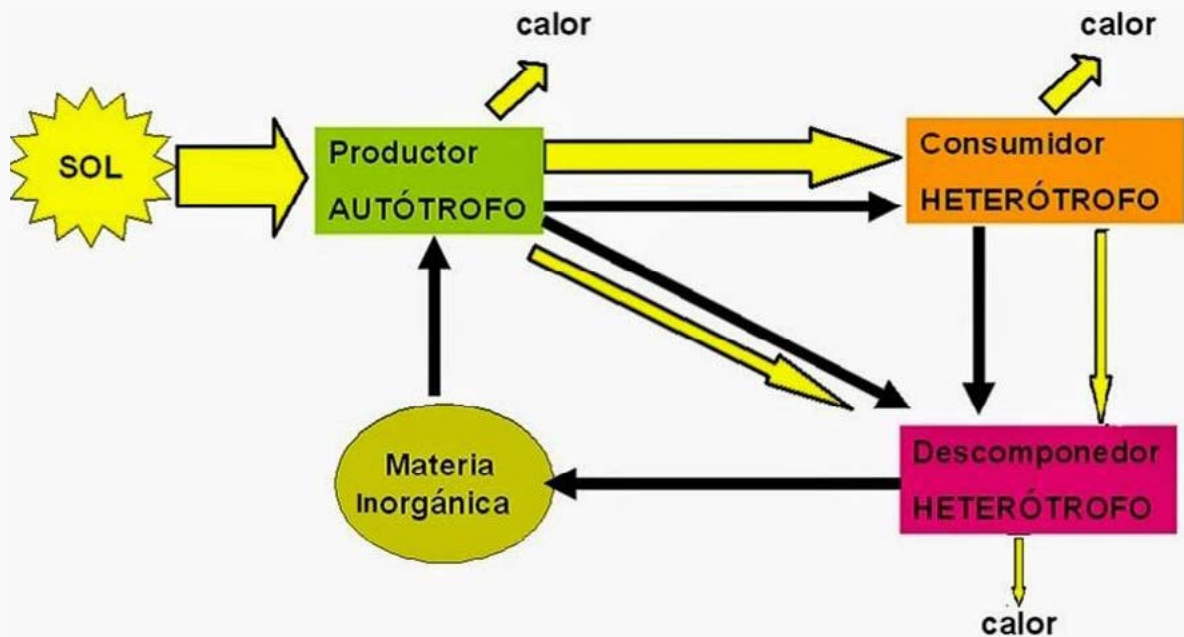 calor
calor
SOL
Productor
AUTÓTROFO
Consumidor
HETERÓTROFO
Materia
Inorgánica
Descomponedor
HETERÓTROFO
calor